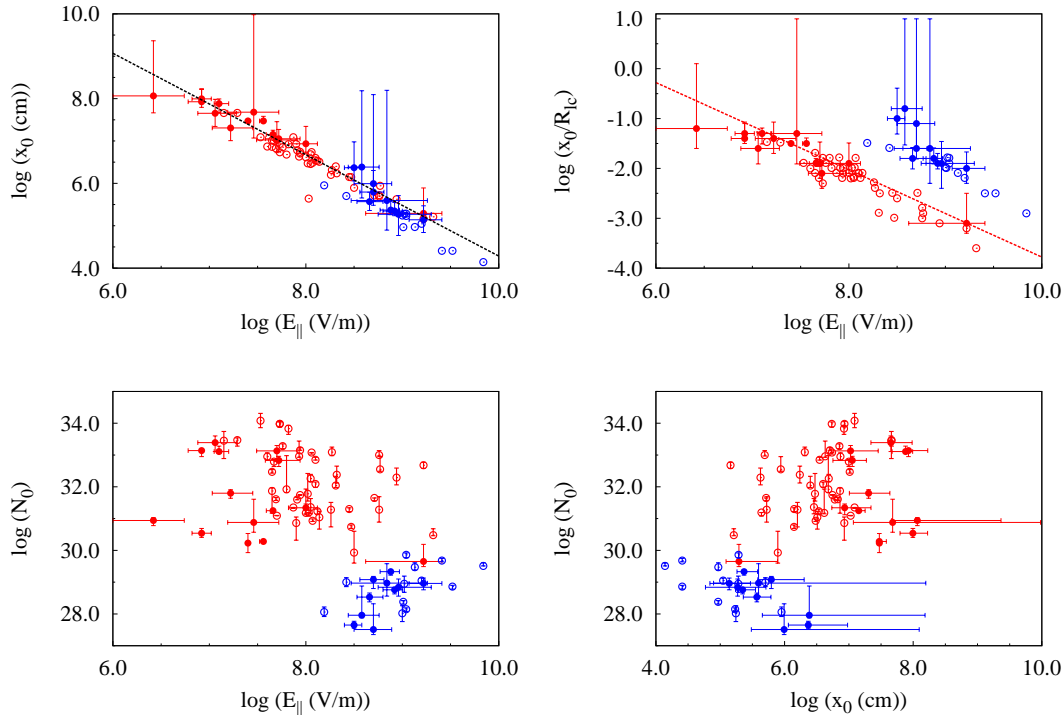 10.0
8.0
6.0
4.0
log (x₀ (cm))
6.0 7.0 8.0 9.0 10.0
log (E|| (V/m))
1.0
0.0
-1.0
-2.0
-3.0
-4.0
log (x₀/Rlc)
6.0 8.0 10.0
log (E|| (V/m))
34.0
32.0
30.0
28.0
log (N₀)
6.0 8.0 10.0
log (E|| (V/m))
34.0
32.0
30.0
28.0
log (N₀)
4.0 6.0 8.0 10.0
log (x₀ (cm))